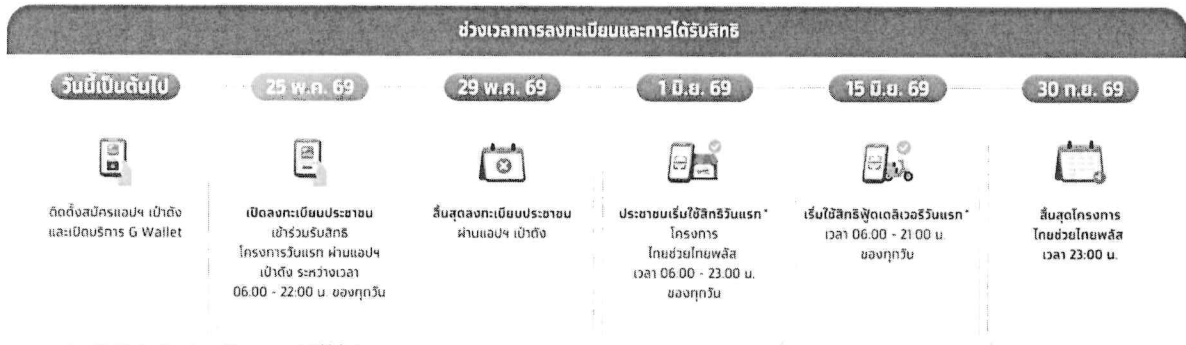 ช่วงเวลาการลงทะเบียนและการได้รับสิทธิ
วันนี้เป็นต้นไป
ติดตั้งสมัครแอปฯ เป๋าตัง
และเปิดบริการ G Wallet
25 พ.ค. 69
เปิดลงทะเบียนประชาชน
เข้าร่วมรับสิทธิ
โครงการวันแรก ผ่านแอปฯ
เป๋าตัง ระหว่างเวลา
06.00 - 22:00 น. ของทุกวัน
29 พ.ค. 69
สิ้นสุดลงทะเบียนประชาชน
ผ่านแอปฯ เป๋าตัง
1 มิ.ย. 69
ประชาชนเริ่มใช้สิทธิวันแรก*
โครงการ
ไทยช่วยไทยพลัส
เวลา 06:00 - 23:00 น.
ของทุกวัน
15 มิ.ย. 69
เริ่มใช้สิทธิฟู้ดเดลิเวอรีวันแรก*
เวลา 06.00 - 21:00 น.
ของทุกวัน
30 ก.ย. 69
สิ้นสุดโครงการ
ไทยช่วยไทยพลัส
เวลา 23:00 น.